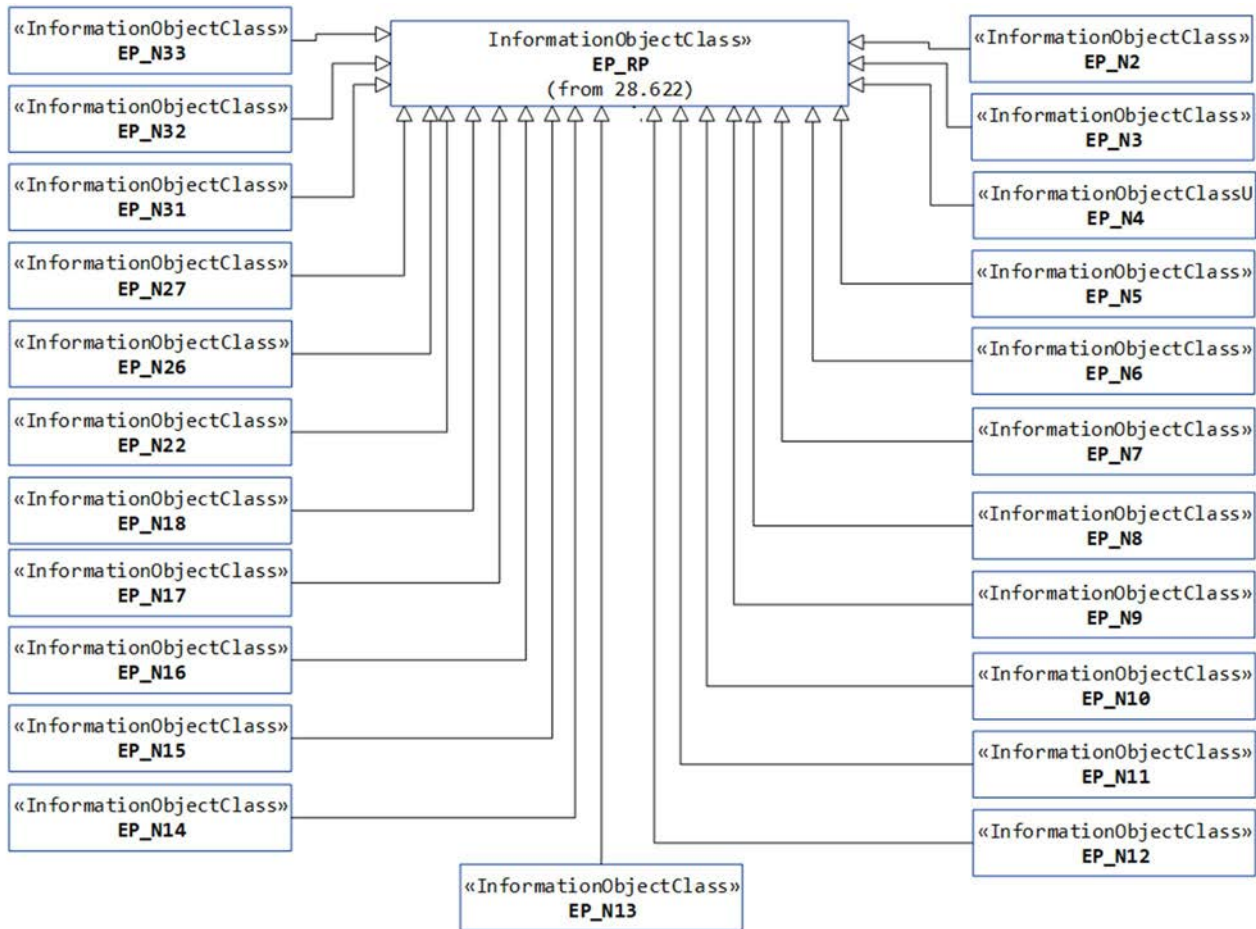 «InformationObjectClass»
EP_N33
«InformationObjectClass»
EP_N32
«InformationObjectClass»
EP_N31
«InformationObjectClass»
EP_N27
«InformationObjectClass»
EP_N26
«InformationObjectClass»
EP_N22
«InformationObjectClass»
EP_N18
«InformationObjectClass»
EP_N17
«InformationObjectClass»
EP_N16
«InformationObjectClass»
EP_N15
«InformationObjectClass»
EP_N14
InformationObjectClass»
EP_RP
(from 28.622)
«InformationObjectClass»
EP_N13
«InformationObjectClass»
EP_N2
«InformationObjectClass»
EP_N3
«InformationObjectClassU
EP_N4
«InformationObjectClass»
EP_N5
«InformationObjectClass»
EP_N6
«InformationObjectClass»
EP_N7
«InformationObjectClass»
EP_N8
«InformationObjectClass»
EP_N9
«InformationObjectClass»
EP_N10
«InformationObjectClass»
EP_N11
«InformationObjectClass»
EP_N12